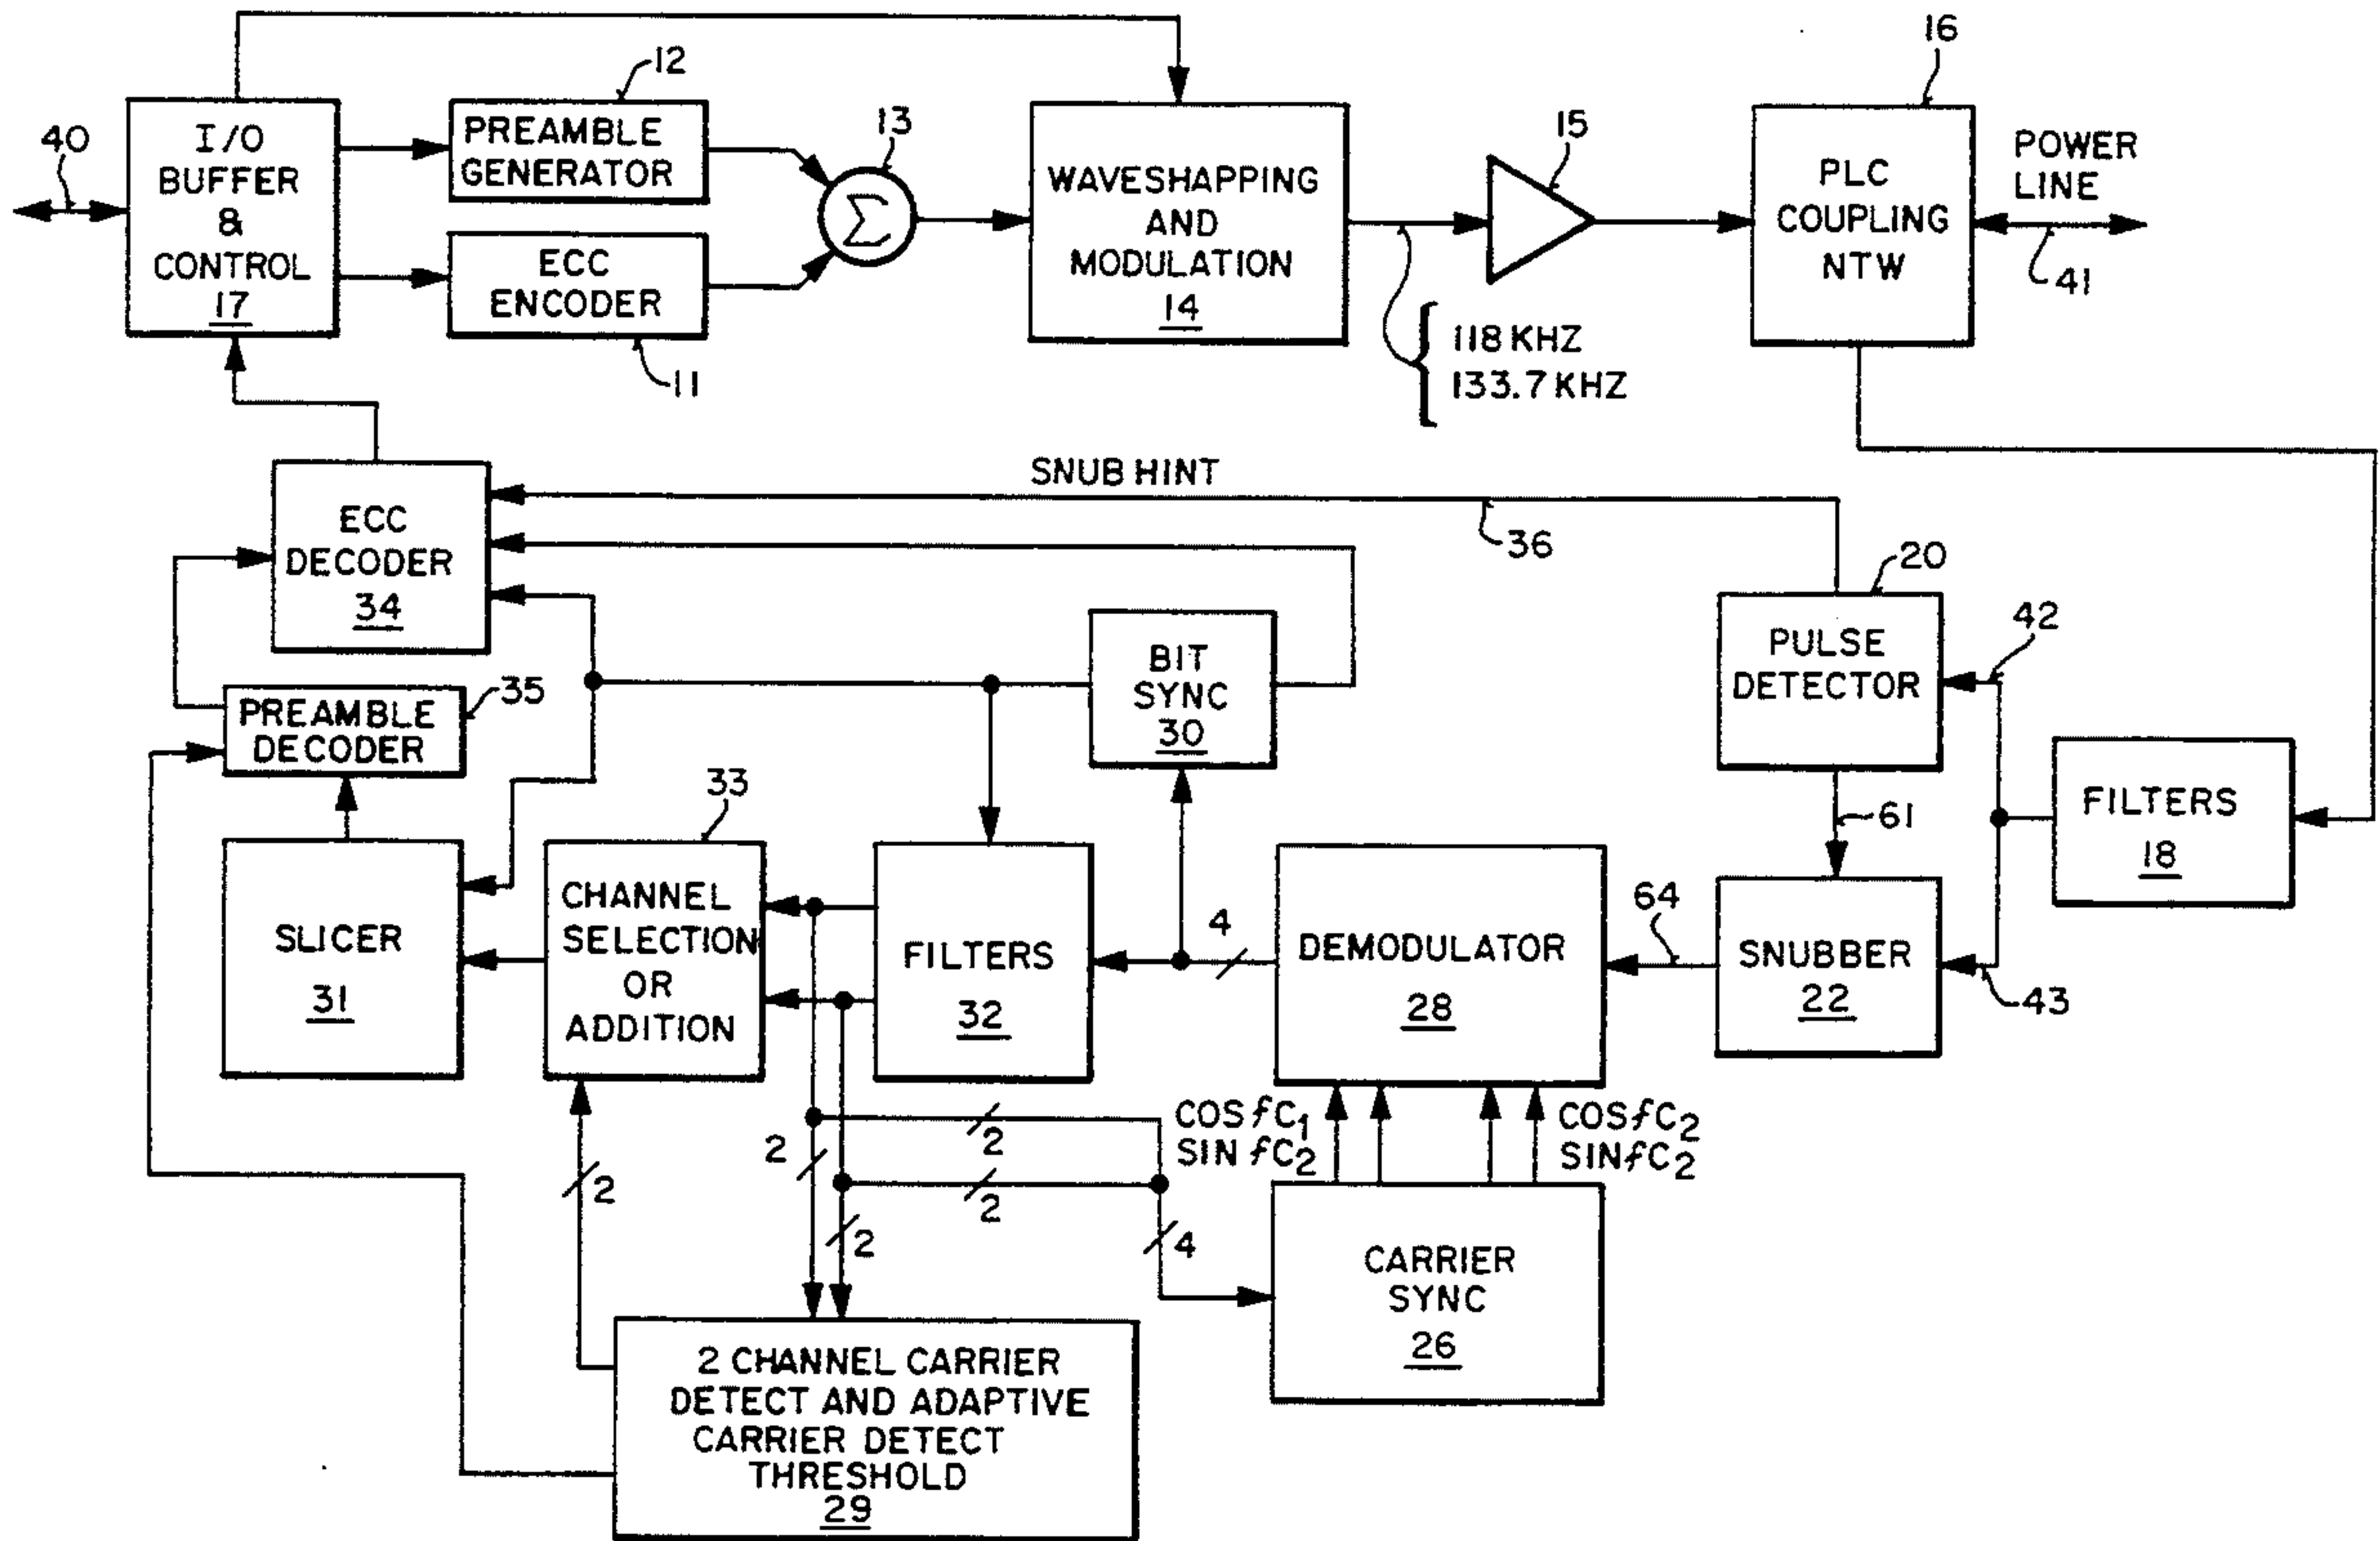 16
12
13
15
40
I/O
BUFFER
&
CONTROL
17
PREAMBLE
GENERATOR
ECC
ENCODER
11
Σ
WAVESHAPPING
AND
MODULATION
14
118 KHZ
133.7 KHZ
PLC
COUPLING
NTW
POWER
LINE
41
SNUB HINT
36
ECC
DECODER
34
20
42
PULSE
DETECTOR
BIT
SYNC
30
35
PREAMBLE
DECODER
33
61
FILTERS
18
SLICER
31
CHANNEL
SELECTION
OR
ADDITION
FILTERS
32
4
DEMODULATOR
28
64
SNUBBER
22
43
COS fC1
SIN fC2
COS fC2
SIN fC2
2
2
2
2
2
4
CARRIER
SYNC
26
2 CHANNEL CARRIER
DETECT AND ADAPTIVE
CARRIER DETECT
THRESHOLD
29